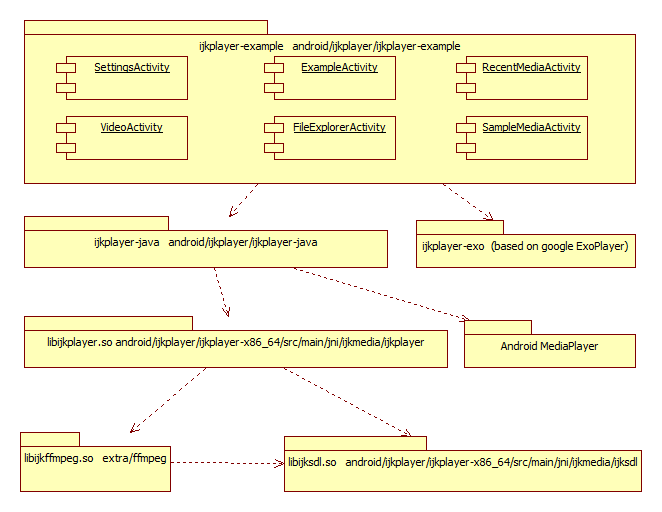 ijkplayer-example android/ijkplayer/ijkplayer-example
SettingsActivity
ExampleActivity
RecentMediaActivity
VideoActivity
FileExplorerActivity
SampleMediaActivity
ijkplayer-java android/ijkplayer/ijkplayer-java
ijkplayer-exo (based on google ExoPlayer)
libijkplayer.so android/ijkplayer/ijkplayer-x86_64/src/main/jni/ijkmedia/ijkplayer
Android MediaPlayer
libijkffmpeg.so extra/ffmpeg
libijksdl.so android/ijkplayer/ijkplayer-x86_64/src/main/jni/ijkmedia/ijksdl